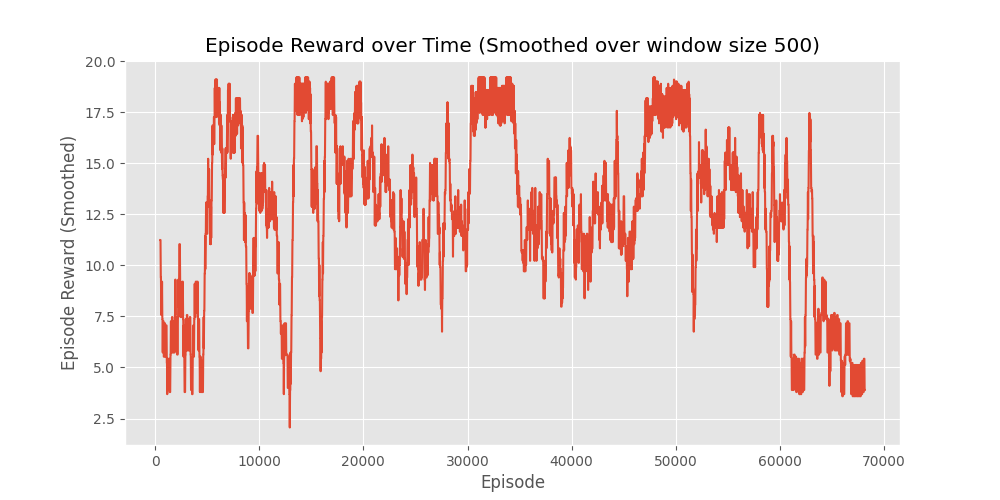 Episode Reward over Time (Smoothed over window size 500)
Episode Reward (Smoothed)
20.0
17.5
15.0
12.5
10.0
7.5
5.0
2.5
0 10000 20000 30000 40000 50000 60000 70000
Episode